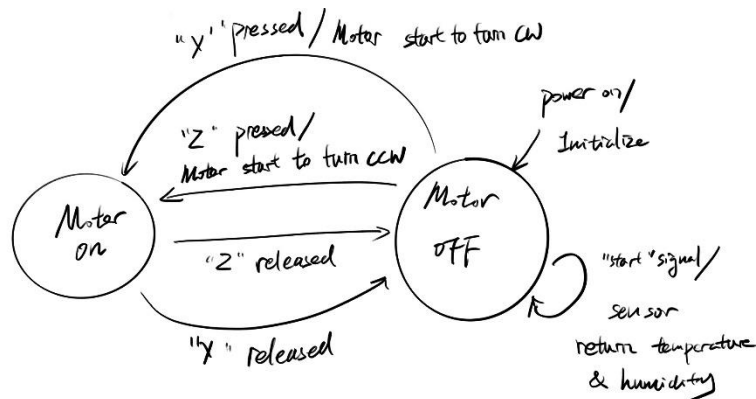 "X" pressed / Motor start to turn CW
power on /
Initialize
"Z" pressed /
Motor start to turn CCW
Motor
on
Motor
OFF
"Z" released
"X" released
"start" signal /
sensor
return temperature
& humidity